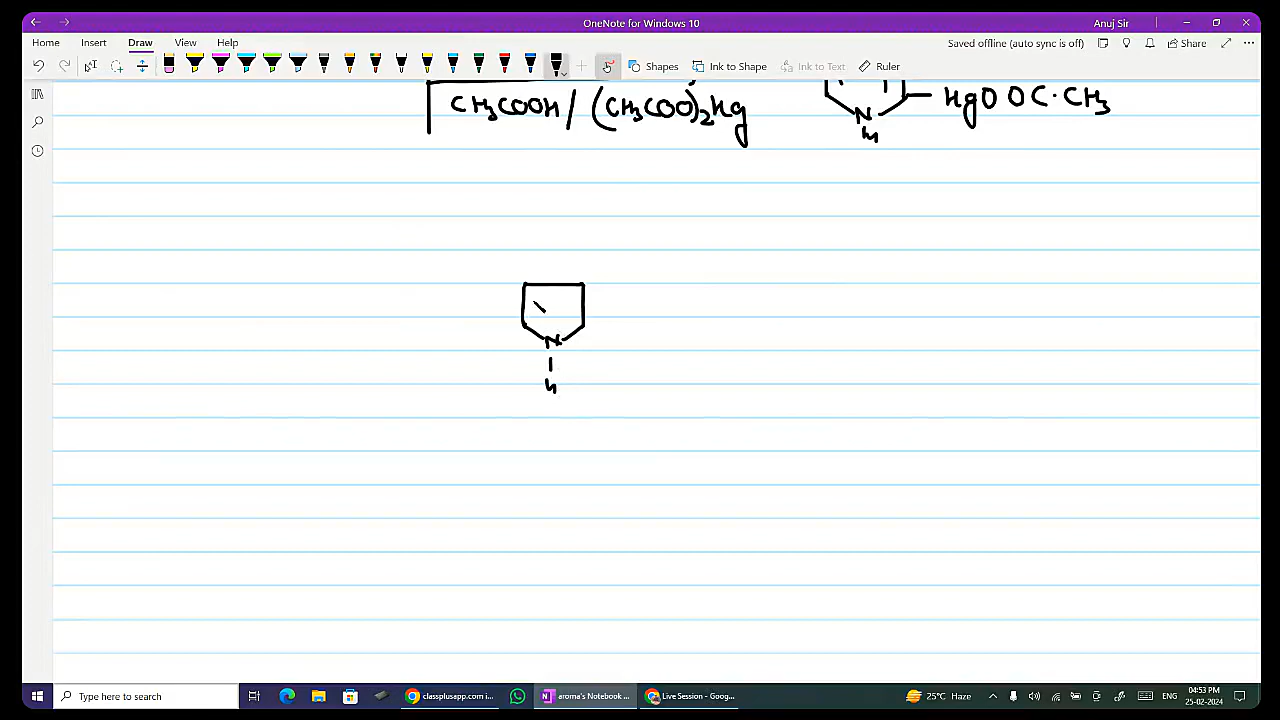 OneNote for Windows 10
Anuj Sir
Home Insert Draw View Help
Saved offline (auto sync is off)
Share
Shapes
Ink to Shape
Ink to Text
Ruler
CH3COOH / (CH3COO)2Hg
HgO O C · CH3
N
H
N
H
Type here to search
classplusapp.com i...
aroma's Notebook ...
Live Session - Goog...
25°C Haze
ENG
04:53 PM
25-02-2024